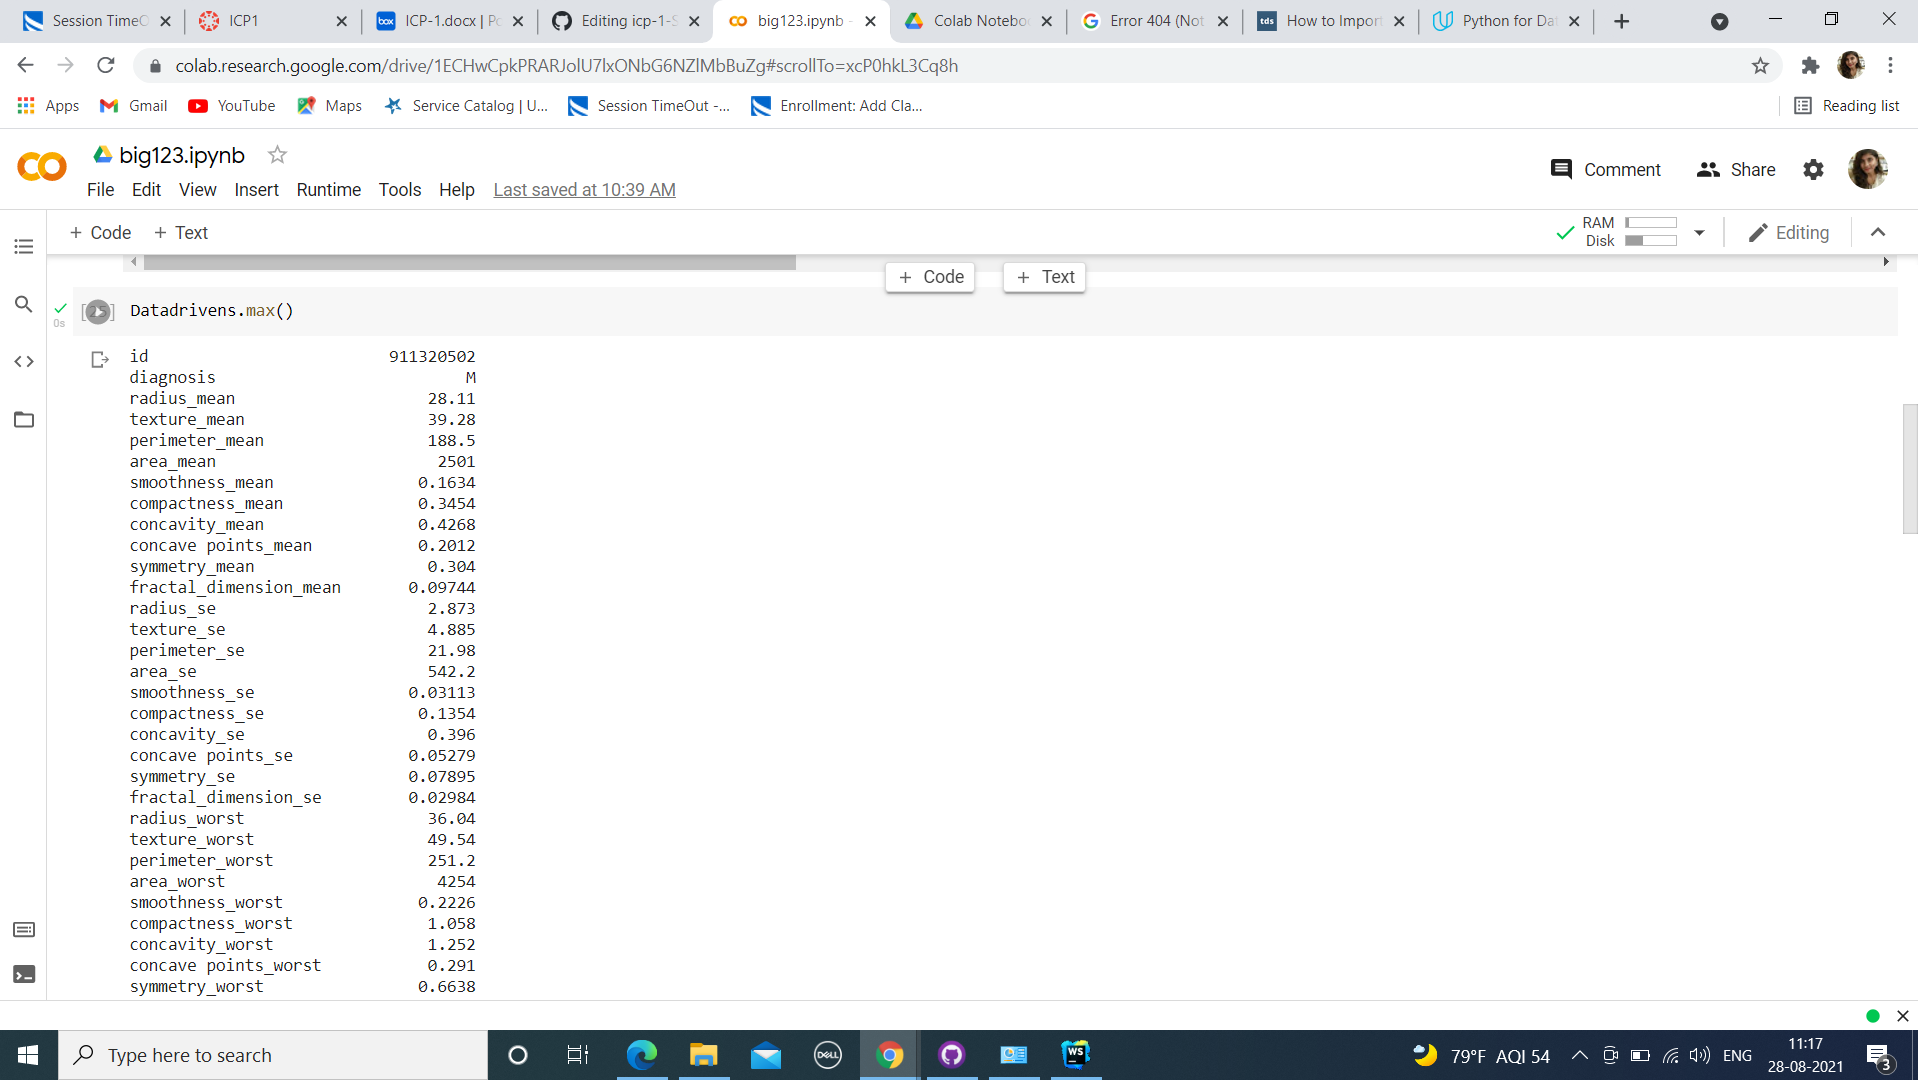 Session TimeO
ICP1
ICP-1.docx | Po
Editing icp-1-S
big123.ipynb -
Colab Notebo
Error 404 (Not
How to Import
Python for Dat
colab.research.google.com/drive/1ECHwCpkPRARJolU7lxONbG6NZlMbBuZg#scrollTo=xcP0hkL3Cq8h
Apps
Gmail
YouTube
Maps
Service Catalog | U...
Session TimeOut -...
Enrollment: Add Cla...
Reading list
big123.ipynb
Comment
Share
File Edit View Insert Runtime Tools Help Last saved at 10:39 AM
+ Code + Text
RAM
Disk
Editing
+ Code + Text
0s
Datadrivens.max()
id 911320502
diagnosis M
radius_mean 28.11
texture_mean 39.28
perimeter_mean 188.5
area_mean 2501
smoothness_mean 0.1634
compactness_mean 0.3454
concavity_mean 0.4268
concave points_mean 0.2012
symmetry_mean 0.304
fractal_dimension_mean 0.09744
radius_se 2.873
texture_se 4.885
perimeter_se 21.98
area_se 542.2
smoothness_se 0.03113
compactness_se 0.1354
concavity_se 0.396
concave points_se 0.05279
symmetry_se 0.07895
fractal_dimension_se 0.02984
radius_worst 36.04
texture_worst 49.54
perimeter_worst 251.2
area_worst 4254
smoothness_worst 0.2226
compactness_worst 1.058
concavity_worst 1.252
concave points_worst 0.291
symmetry_worst 0.6638
Type here to search
DELL
WS
79°F AQI 54
ENG
11:17
28-08-2021
3